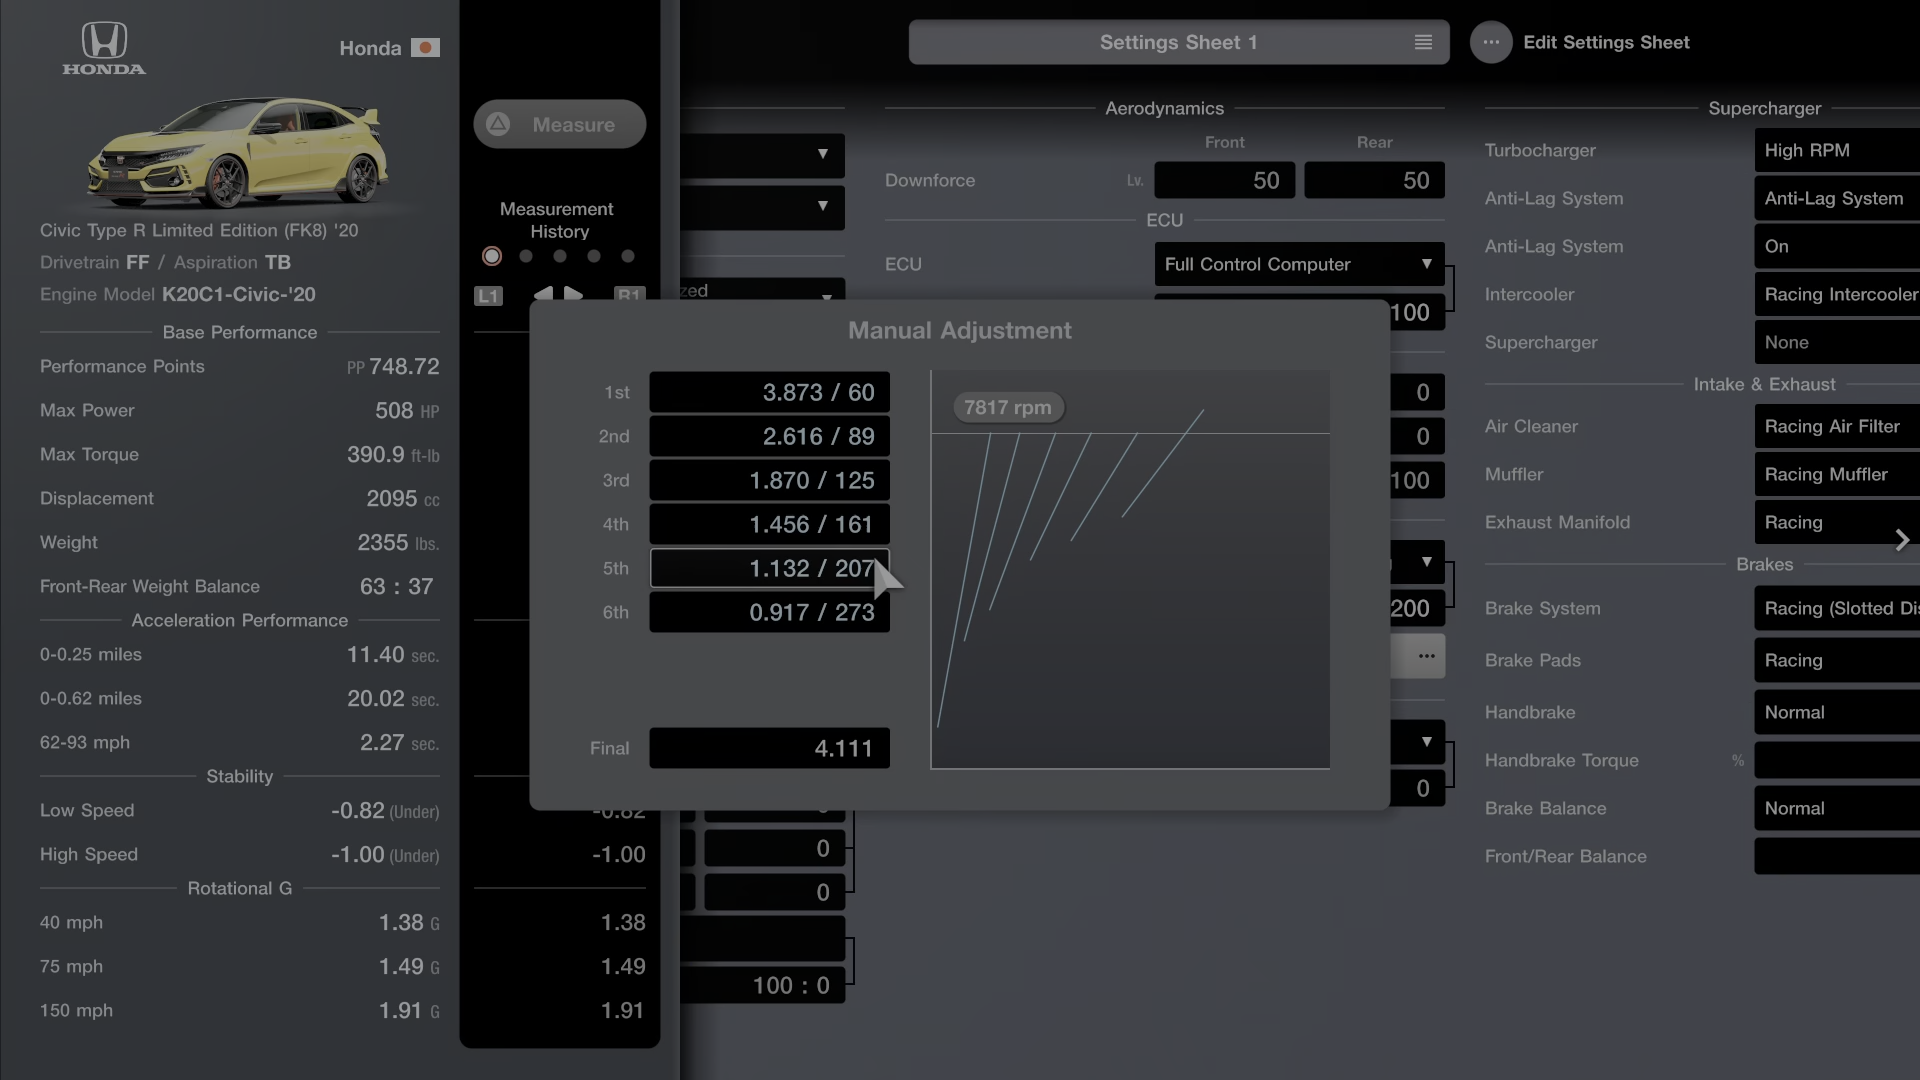 HONDA
Honda
Civic Type R Limited Edition (FK8) '20
Drivetrain FF / Aspiration TB
Engine Model K20C1-Civic-'20
Base Performance
Performance Points PP 748.72
Max Power 508 HP
Max Torque 390.9 ft-lb
Displacement 2095 cc
Weight 2355 lbs.
Front-Rear Weight Balance 63 : 37
Acceleration Performance
0-0.25 miles 11.40 sec.
0-0.62 miles 20.02 sec.
62-93 mph 2.27 sec.
Stability
Low Speed -0.82 (Under)
High Speed -1.00 (Under)
Rotational G
40 mph 1.38 G
75 mph 1.49 G
150 mph 1.91 G
Measure
Measurement
History
L1 R1
-0.82
-1.00
1.38
1.49
1.91
zed
0
0
100 : 0
Settings Sheet 1
Edit Settings Sheet
Aerodynamics
Front Rear
Downforce Lv. 50 50
ECU
ECU Full Control Computer
100
0
0
100
200
0
Manual Adjustment
1st 3.873 / 60
2nd 2.616 / 89
3rd 1.870 / 125
4th 1.456 / 161
5th 1.132 / 207
6th 0.917 / 273
Final 4.111
7817 rpm
Supercharger
Turbocharger High RPM
Anti-Lag System Anti-Lag System
Anti-Lag System On
Intercooler Racing Intercooler
Supercharger None
Intake & Exhaust
Air Cleaner Racing Air Filter
Muffler Racing Muffler
Exhaust Manifold Racing
Brakes
Brake System Racing (Slotted Dis
Brake Pads Racing
Handbrake Normal
Handbrake Torque %
Brake Balance Normal
Front/Rear Balance